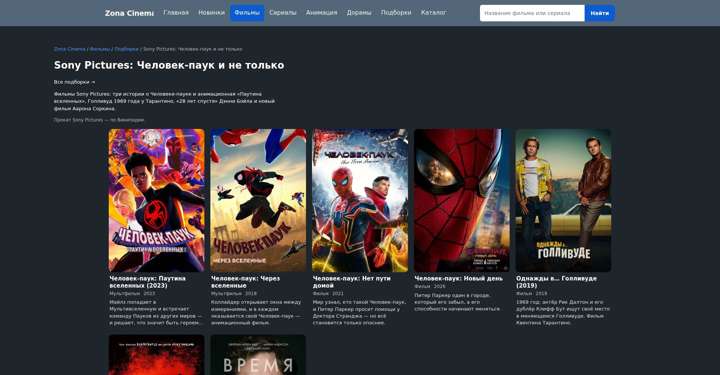 Zona Cinema
Главная Новинки Фильмы Сериалы Анимация Дорамы Подборки Каталог
Название фильма или сериала
Найти
Zona Cinema / Фильмы / Подборки / Sony Pictures: Человек-паук и не только
Sony Pictures: Человек-паук и не только
Все подборки →
Фильмы Sony Pictures: три истории о Человеке-пауке и анимационная «Паутина
вселенных», Голливуд 1969 года у Тарантино, «28 лет спустя» Дэнни Бойла и новый
фильм Аарона Соркина.
Прокат Sony Pictures — по Википедии.
ЧЕЛОВЕК-ПАУК
ПАУТИНА ВСЕЛЕННЫХ
ЧЕЛОВЕК-ПАУК
ЧЕРЕЗ ВСЕЛЕННЫЕ
ЧЕЛОВЕК-ПАУК
ОДНАЖДЫ В...
ГОЛЛИВУДЕ
Человек-паук: Паутина
вселенных (2023)
Мультфильм 2023
Майлз попадает в
Мультивселенную и встречает
команду Пауков из других миров —
и решает, что значит быть героем…
Человек-паук: Через
вселенные
Мультфильм 2018
Коллайдер открывает окна между
измерениями, и в каждом
оказывается свой Человек-паук —
анимационный фильм.
Человек-паук: Нет пути
домой
Фильм 2021
Мир узнал, кто такой Человек-паук,
и Питер Паркер просит помощи у
Доктора Стрэнджа — но всё
становится только опаснее.
Человек-паук: Новый день
Фильм 2026
Питер Паркер один в городе,
который его забыл, а его
способности начинают меняться.
Однажды в… Голливуде
(2019)
Фильм 2019
1969 год: актёр Рик Далтон и его
дублёр Клифф Бут ищут своё место
в меняющемся Голливуде. Фильм
Квентина Тарантино.
ВРЕМЯ